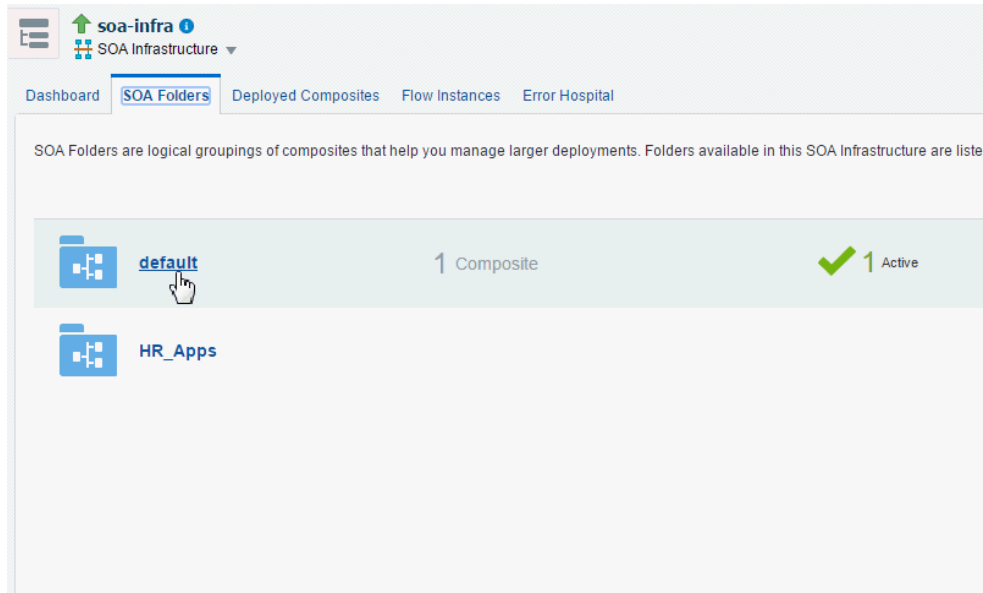 soa-infra
SOA Infrastructure
Dashboard SOA Folders Deployed Composites Flow Instances Error Hospital
SOA Folders are logical groupings of composites that help you manage larger deployments. Folders available in this SOA Infrastructure are liste
default 1 Composite 1 Active
HR_Apps